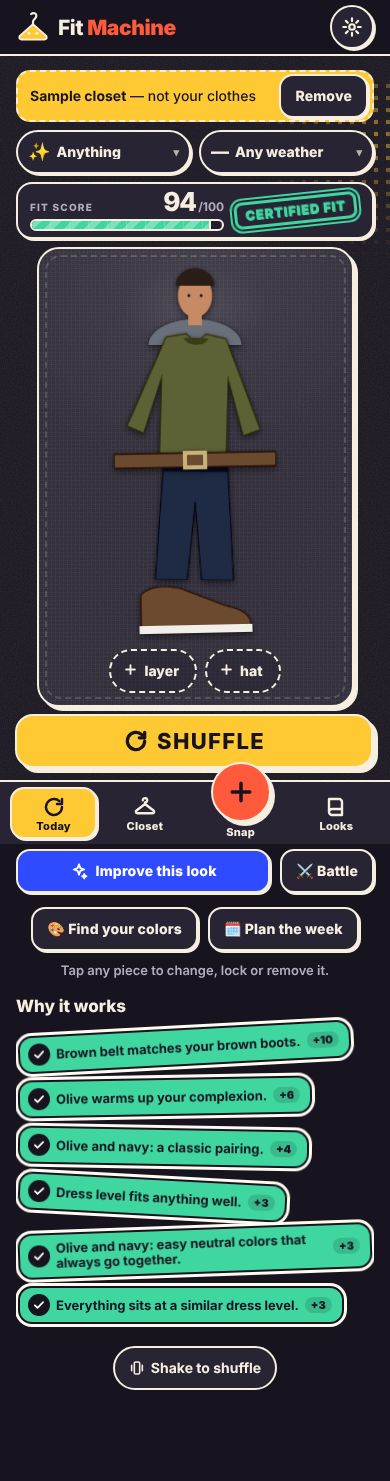 Fit Machine
Sample closet — not your clothes Remove
Anything
Any weather
FIT SCORE 94/100 CERTIFIED FIT
+ layer
+ hat
SHUFFLE
Today
Closet
Snap
Looks
Improve this look
Battle
Find your colors
Plan the week
Tap any piece to change, lock or remove it.
Why it works
Brown belt matches your brown boots. +10
Olive warms up your complexion. +6
Olive and navy: a classic pairing. +4
Dress level fits anything well. +3
Olive and navy: easy neutral colors that +3
always go together.
Everything sits at a similar dress level. +3
Shake to shuffle